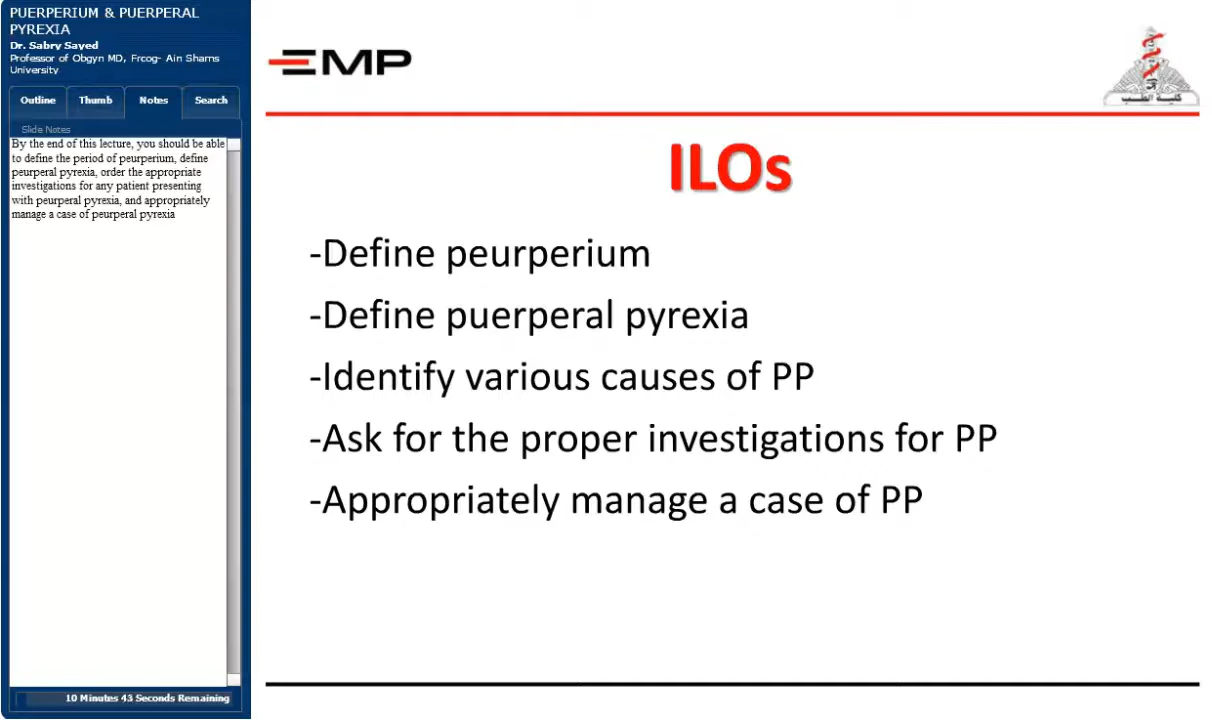 PUERPERIUM & PUERPERAL
PYREXIA
Dr. Sabry Sayed
Professor of Obgyn MD, Frcog- Ain Shams
University
Outline Thumb Notes Search
Slide Notes
By the end of this lecture, you should be able
to define the period of peurperium, define
peurperal pyrexia, order the appropriate
investigations for any patient presenting
with peurperal pyrexia, and appropriately
manage a case of peurperal pyrexia
10 Minutes 43 Seconds Remaining
EMP
كلية الطب
ILOs
-Define peurperium
-Define puerperal pyrexia
-Identify various causes of PP
-Ask for the proper investigations for PP
-Appropriately manage a case of PP